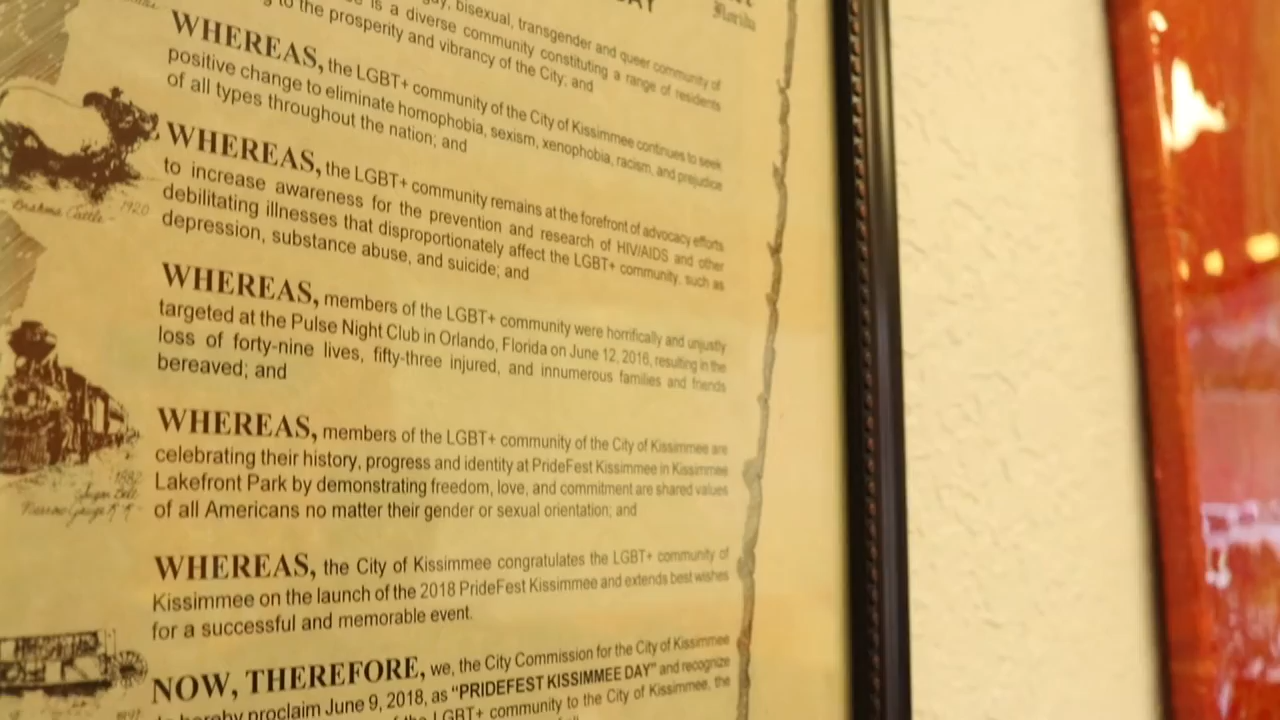 DAY
Florida
bisexual, transgender and queer community of
is a diverse community constituting a range of residents
to the prosperity and vibrancy of the City; and
WHEREAS, the LGBT+ community of the City of Kissimmee continues to seek
positive change to eliminate homophobia, sexism, xenophobia, racism, and prejudice
of all types throughout the nation; and
WHEREAS, the LGBT+ community remains at the forefront of advocacy efforts
to increase awareness for the prevention and research of HIV/AIDS and other
debilitating illnesses that disproportionately affect the LGBT+ community, such as
depression, substance abuse, and suicide; and
Brahma Cattle 1920
WHEREAS, members of the LGBT+ community were horrifically and unjustly
targeted at the Pulse Night Club in Orlando, Florida on June 12, 2016, resulting in the
loss of forty-nine lives, fifty-three injured, and innumerous families and friends
bereaved; and
WHEREAS, members of the LGBT+ community of the City of Kissimmee are
celebrating their history, progress and identity at PrideFest Kissimmee in Kissimmee
Lakefront Park by demonstrating freedom, love, and commitment are shared values
of all Americans no matter their gender or sexual orientation; and
Sugar Belt
Narrow Gauge R R
WHEREAS, the City of Kissimmee congratulates the LGBT+ community of
Kissimmee on the launch of the 2018 PrideFest Kissimmee and extends best wishes
for a successful and memorable event.
NOW, THEREFORE, we, the City Commission for the City of Kissimmee
hereby proclaim June 9, 2018, as “PRIDEFEST KISSIMMEE DAY” and recognize
of the LGBT+ community to the City of Kissimmee, the